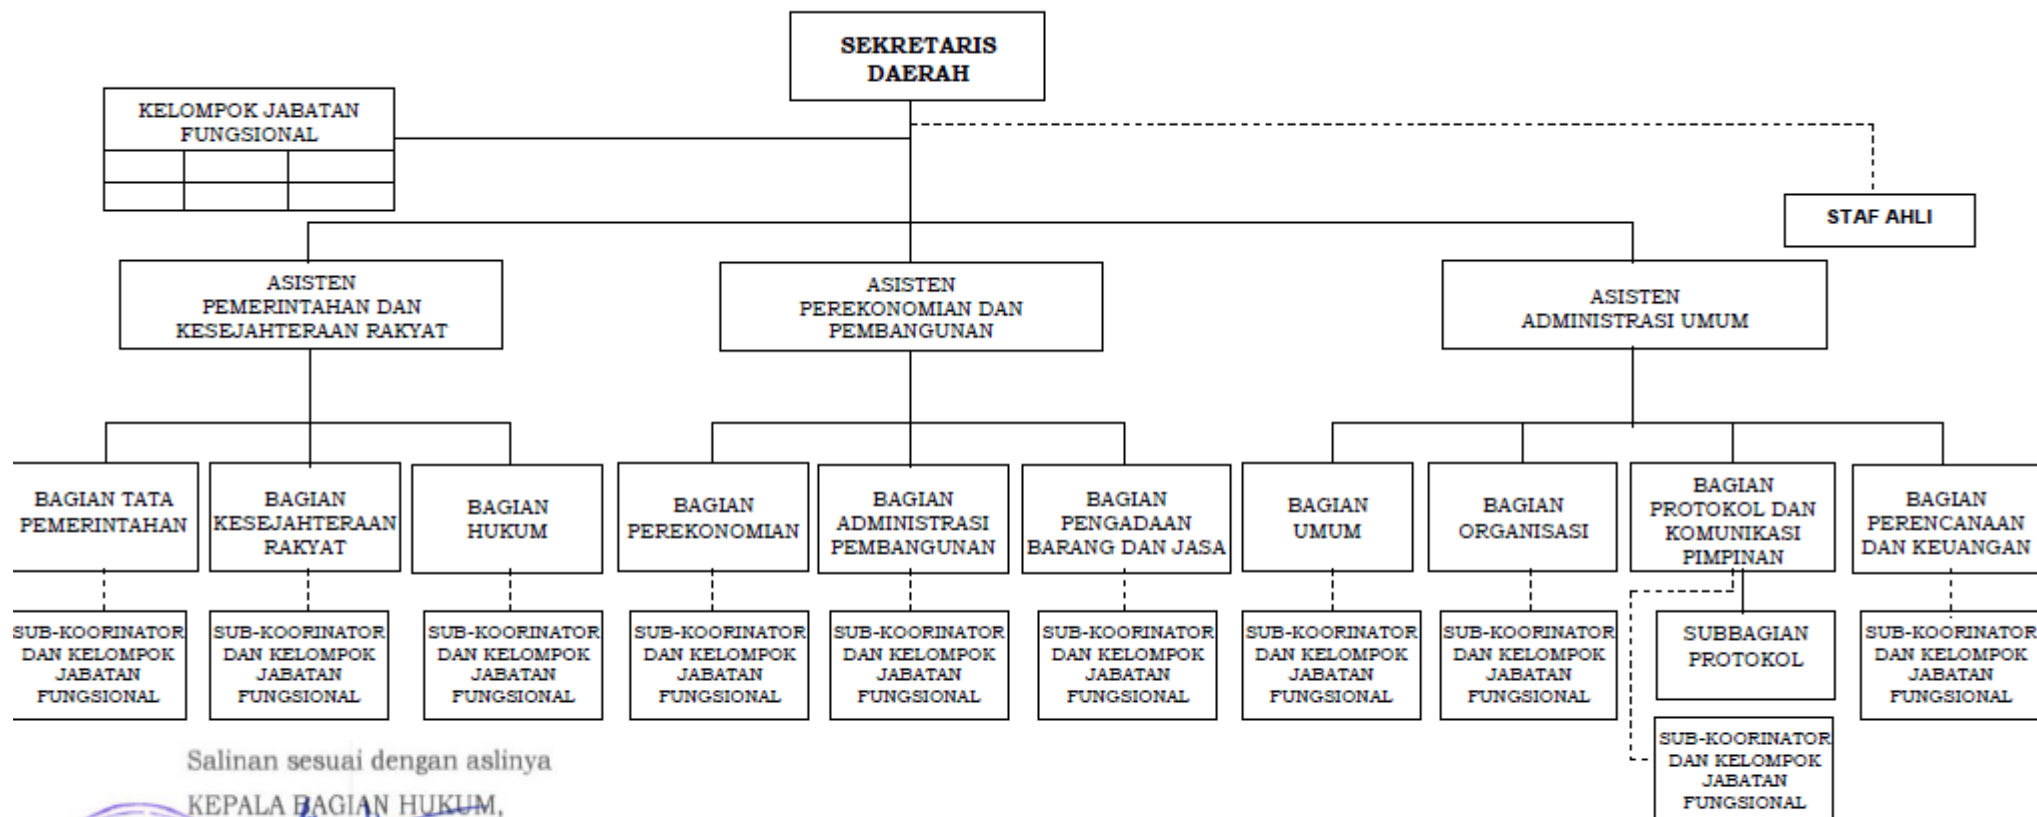 SEKRETARIS
DAERAH
KELOMPOK JABATAN
FUNGSIONAL
STAF AHLI
ASISTEN
PEMERINTAHAN DAN
KESEJAHTERAAN RAKYAT
ASISTEN
PEREKONOMIAN DAN
PEMBANGUNAN
ASISTEN
ADMINISTRASI UMUM
BAGIAN TATA
PEMERINTAHAN
BAGIAN
KESEJAHTERAAN
RAKYAT
BAGIAN
HUKUM
BAGIAN
PEREKONOMIAN
BAGIAN
ADMINISTRASI
PEMBANGUNAN
BAGIAN
PENGADAAN
BARANG DAN JASA
BAGIAN
UMUM
BAGIAN
ORGANISASI
BAGIAN
PROTOKOL DAN
KOMUNIKASI
PIMPINAN
BAGIAN
PERENCANAAN
DAN KEUANGAN
SUB-KOORINATOR
DAN KELOMPOK
JABATAN
FUNGSIONAL
SUB-KOORINATOR
DAN KELOMPOK
JABATAN
FUNGSIONAL
SUB-KOORINATOR
DAN KELOMPOK
JABATAN
FUNGSIONAL
SUB-KOORINATOR
DAN KELOMPOK
JABATAN
FUNGSIONAL
SUB-KOORINATOR
DAN KELOMPOK
JABATAN
FUNGSIONAL
SUB-KOORINATOR
DAN KELOMPOK
JABATAN
FUNGSIONAL
SUB-KOORINATOR
DAN KELOMPOK
JABATAN
FUNGSIONAL
SUB-KOORINATOR
DAN KELOMPOK
JABATAN
FUNGSIONAL
SUBBAGIAN
PROTOKOL
SUB-KOORINATOR
DAN KELOMPOK
JABATAN
FUNGSIONAL
SUB-KOORINATOR
DAN KELOMPOK
JABATAN
FUNGSIONAL
Salinan sesuai dengan aslinya
KEPALA BAGIAN HUKUM,